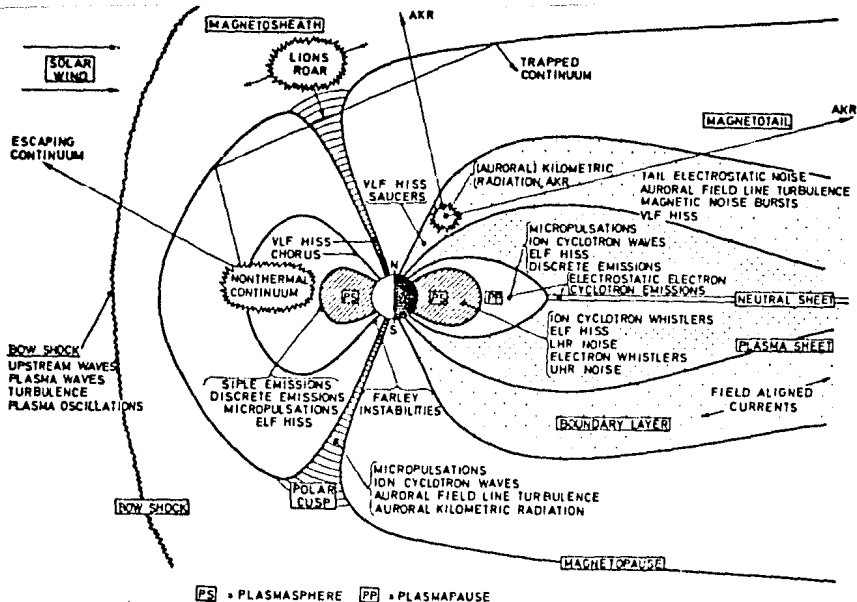 MAGNETOSHEATH
AKR
SOLAR
WIND
LIONS
ROAR
TRAPPED
CONTINUUM
MAGNETOTAIL
AKR
ESCAPING
CONTINUUM
(AURORAL) KILOMETRIC
RADIATION, AKR
VLF HISS
SAUCERS
TAIL ELECTROSTATIC NOISE
AURORAL FIELD LINE TURBULENCE
MAGNETIC NOISE BURSTS
VLF HISS
MICROPULSATIONS
ION CYCLOTRON WAVES
ELF HISS
DISCRETE EMISSIONS
ELECTROSTATIC ELECTRON
CYCLOTRON EMISSIONS
VLF HISS
CHORUS
NONTHERMAL
CONTINUUM
N
PS
PS
PP
S
NEUTRAL SHEET
ION CYCLOTRON WHISTLERS
ELF HISS
LHR NOISE
ELECTRON WHISTLERS
UHR NOISE
PLASMA SHEET
BOW SHOCK
UPSTREAM WAVES
PLASMA WAVES
TURBULENCE
PLASMA OSCILLATIONS
SIPLE EMISSIONS
DISCRETE EMISSIONS
MICROPULSATIONS
ELF HISS
FARLEY
INSTABILITIES
FIELD ALIGNED
CURRENTS
BOUNDARY LAYER
MICROPULSATIONS
ION CYCLOTRON WAVES
AURORAL FIELD LINE TURBULENCE
AURORAL KILOMETRIC RADIATION
POLAR
CUSP
BOW SHOCK
MAGNETOPAUSE
PS = PLASMASPHERE PP = PLASMAPAUSE